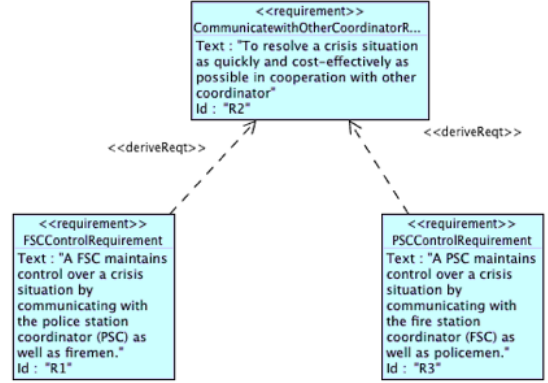 <<requirement>>
CommunicatewithOtherCoordinatorR...
Text : "To resolve a crisis situation
as quickly and cost-effectively as
possible in cooperation with other
coordinator"
Id : "R2"
<<deriveReqt>>
<<deriveReqt>>
<<requirement>>
FSCControlRequirement
Text : "A FSC maintains
control over a crisis
situation by
communicating with
the police station
coordinator (PSC) as
well as firemen."
Id : "R1"
<<requirement>>
PSCControlRequirement
Text : "A PSC maintains
control over a crisis
situation by
communicating with
the fire station
coordinator (FSC) as
well as policemen."
Id : "R3"